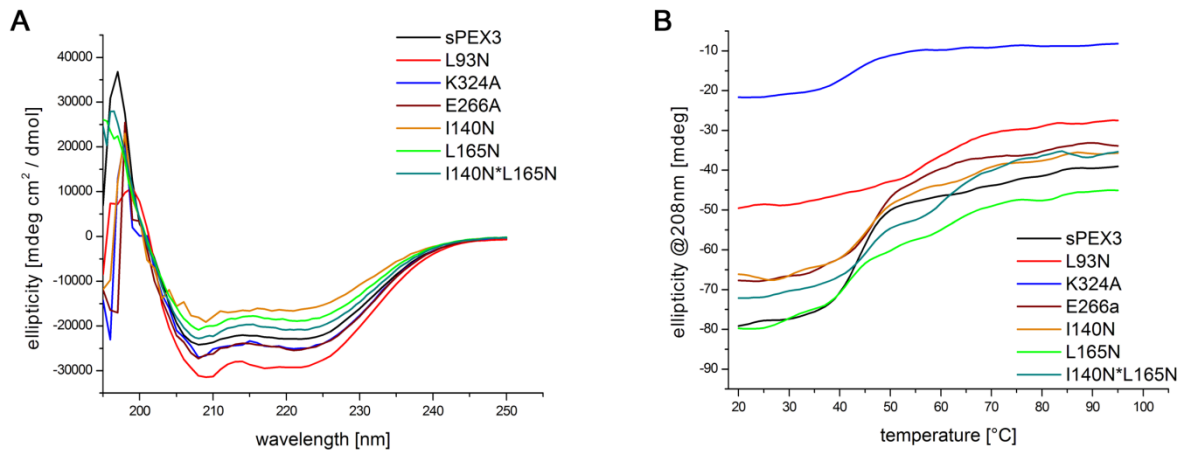 A
ellipticity [mdeg cm² / dmol]
40000
30000
20000
10000
0
-10000
-20000
-30000
200 210 220 230 240 250
wavelength [nm]
sPEX3
L93N
K324A
E266A
I140N
L165N
I140N*L165N
B
ellipticity @208nm [mdeg]
-10
-20
-30
-40
-50
-60
-70
-80
-90
20 30 40 50 60 70 80 90 100
temperature [°C]
sPEX3
L93N
K324A
E266a
I140N
L165N
I140N*L165N